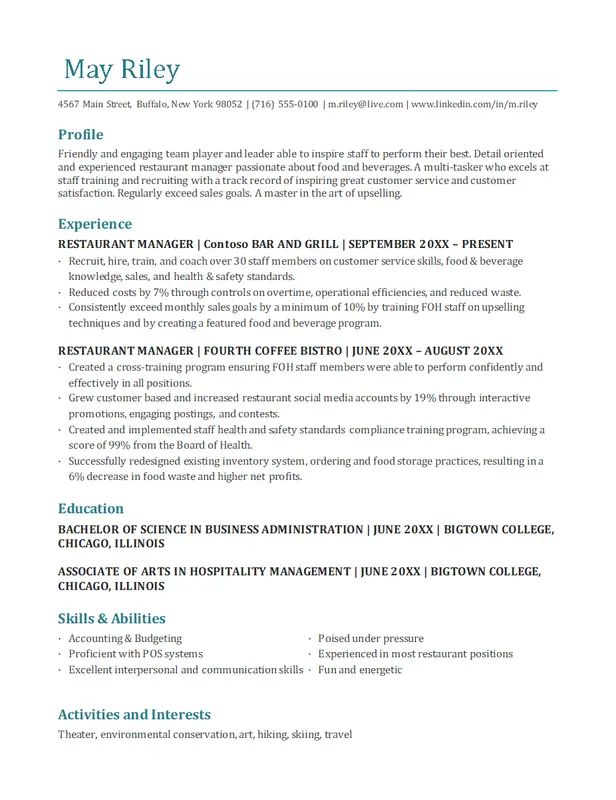 May Riley
4567 Main Street, Buffalo, New York 98052 | (716) 555-0100 | m.riley@live.com | www.linkedin.com/in/m.riley
Profile
Friendly and engaging team player and leader able to inspire staff to perform their best. Detail oriented
and experienced restaurant manager passionate about food and beverages. A multi-tasker who excels at
staff training and recruiting with a track record of inspiring great customer service and customer
satisfaction. Regularly exceed sales goals. A master in the art of upselling.
Experience
RESTAURANT MANAGER | Contoso BAR AND GRILL | SEPTEMBER 20XX – PRESENT
· Recruit, hire, train, and coach over 30 staff members on customer service skills, food & beverage
knowledge, sales, and health & safety standards.
· Reduced costs by 7% through controls on overtime, operational efficiencies, and reduced waste.
· Consistently exceed monthly sales goals by a minimum of 10% by training FOH staff on upselling
techniques and by creating a featured food and beverage program.
RESTAURANT MANAGER | FOURTH COFFEE BISTRO | JUNE 20XX – AUGUST 20XX
· Created a cross-training program ensuring FOH staff members were able to perform confidently and
effectively in all positions.
· Grew customer based and increased restaurant social media accounts by 19% through interactive
promotions, engaging postings, and contests.
· Created and implemented staff health and safety standards compliance training program, achieving a
score of 99% from the Board of Health.
· Successfully redesigned existing inventory system, ordering and food storage practices, resulting in a
6% decrease in food waste and higher net profits.
Education
BACHELOR OF SCIENCE IN BUSINESS ADMINISTRATION | JUNE 20XX | BIGTOWN COLLEGE,
CHICAGO, ILLINOIS
ASSOCIATE OF ARTS IN HOSPITALITY MANAGEMENT | JUNE 20XX | BIGTOWN COLLEGE,
CHICAGO, ILLINOIS
Skills & Abilities
· Accounting & Budgeting
· Proficient with POS systems
· Excellent interpersonal and communication skills
· Poised under pressure
· Experienced in most restaurant positions
· Fun and energetic
Activities and Interests
Theater, environmental conservation, art, hiking, skiing, travel